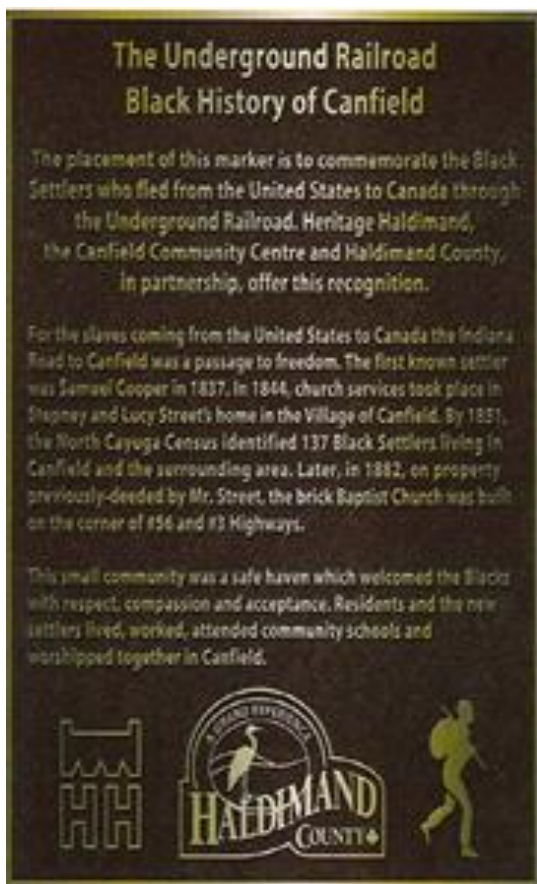 The Underground Railroad
Black History of Canfield
The placement of this marker is to commemorate the Black
Settlers who fled from the United States to Canada through
the Underground Railroad. Heritage Haldimand,
the Canfield Community Centre and Haldimand County,
in partnership, offer this recognition.
For the slaves coming from the United States to Canada the Indiana
Road to Canfield was a passage to freedom. The first known settler
was Samuel Cooper in 1837. In 1844, church services took place in
Stepney and Lucy Street's home in the Village of Canfield. By 1851,
the North Cayuga Census identified 137 Black Settlers living in
Canfield and the surrounding area. Later, in 1882, on property
previously-deeded by Mr. Street, the brick Baptist Church was built
on the corner of #56 and #3 Highways.
This small community was a safe haven which welcomed the Blacks
with respect, compassion and acceptance. Residents and the new
settlers lived, worked, attended community schools and
worshipped together in Canfield.
A GRAND EXPERIENCE
HH
HALDIMAND
COUNTY